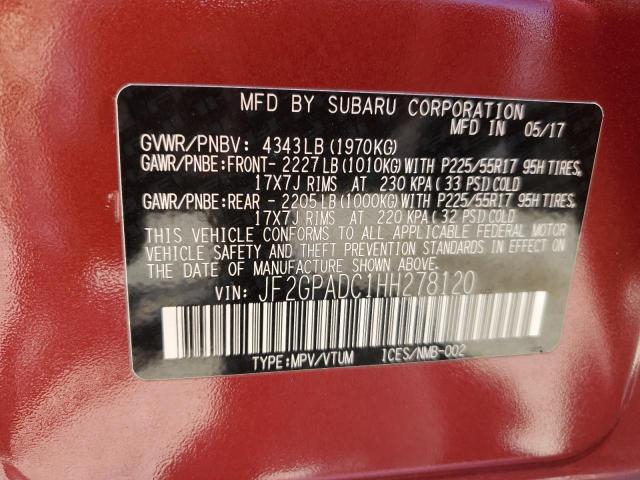 MFD BY SUBARU CORPORATION
MFD IN 05/17
GVWR/PNBV: 4343LB(1970KG)
GAWR/PNBE:FRONT- 2227LB(1010KG)WITH P225/55R17 95H TIRES,
17X7J RIMS AT 230 KPA(33 PSI)COLD
GAWR/PNBE:REAR - 2205LB(1000KG)WITH P225/55R17 95H TIRES,
17X7J RIMS AT 220 KPA(32 PSI)COLD
THIS VEHICLE CONFORMS TO ALL APPLICABLE FEDERAL MOTOR
VEHICLE SAFETY AND THEFT PREVENTION STANDARDS IN EFFECT ON
THE DATE OF MANUFACTURE SHOWN ABOVE.
VIN: JF2GPADC1HH278120
TYPE:MPV/VTUM ICES/NMB-002